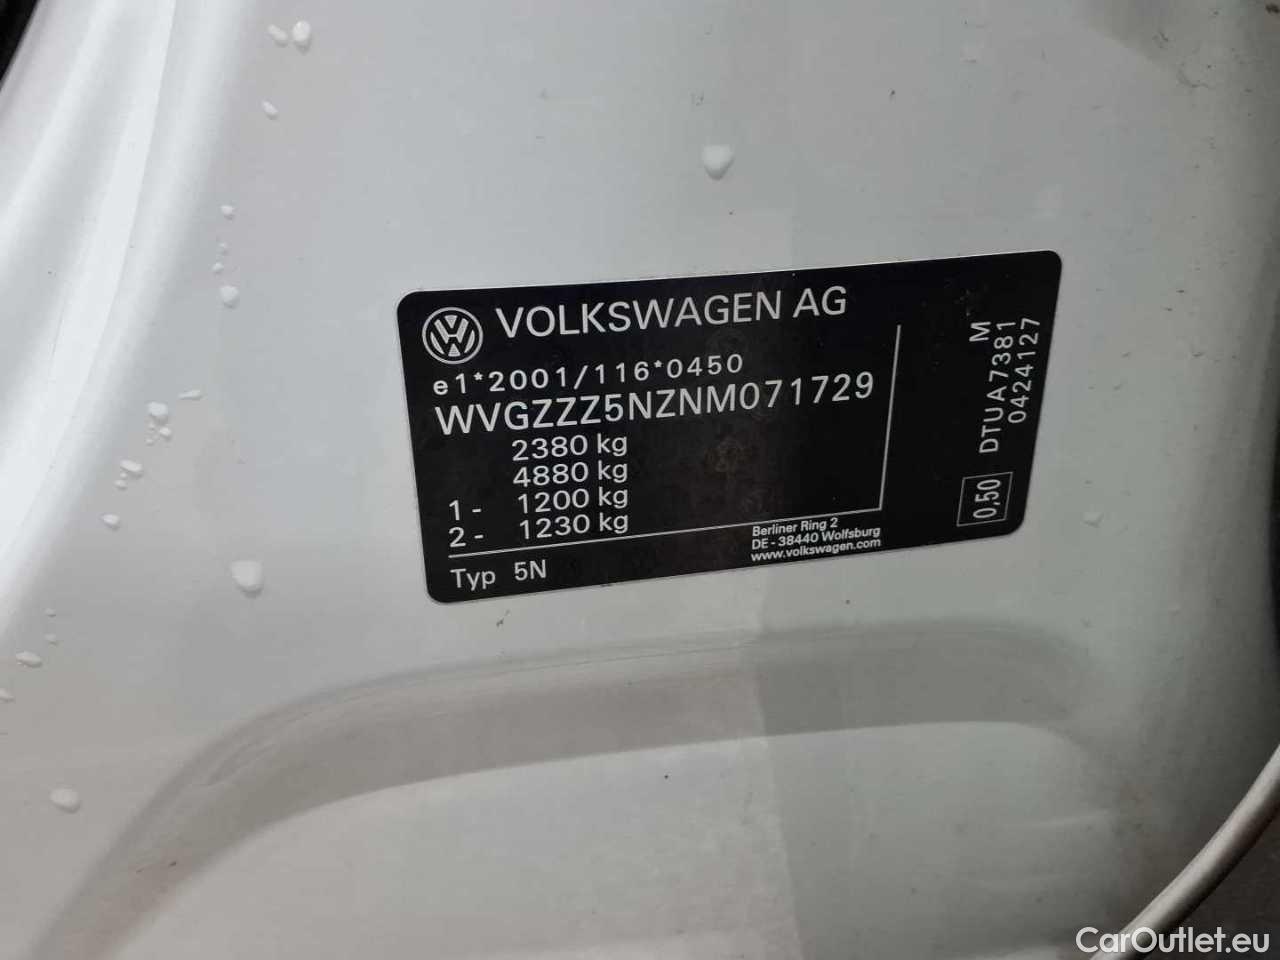 VOLKSWAGEN AG
e1*2001/116*0450
WVGZZZ5NZNM071729
2380 kg
4880 kg
1 - 1200 kg
2 - 1230 kg
Typ 5N
Berliner Ring 2
DE - 38440 Wolfsburg
www.volkswagen.com
M
DTUA7381
0424127
0,50
CarOutlet.eu